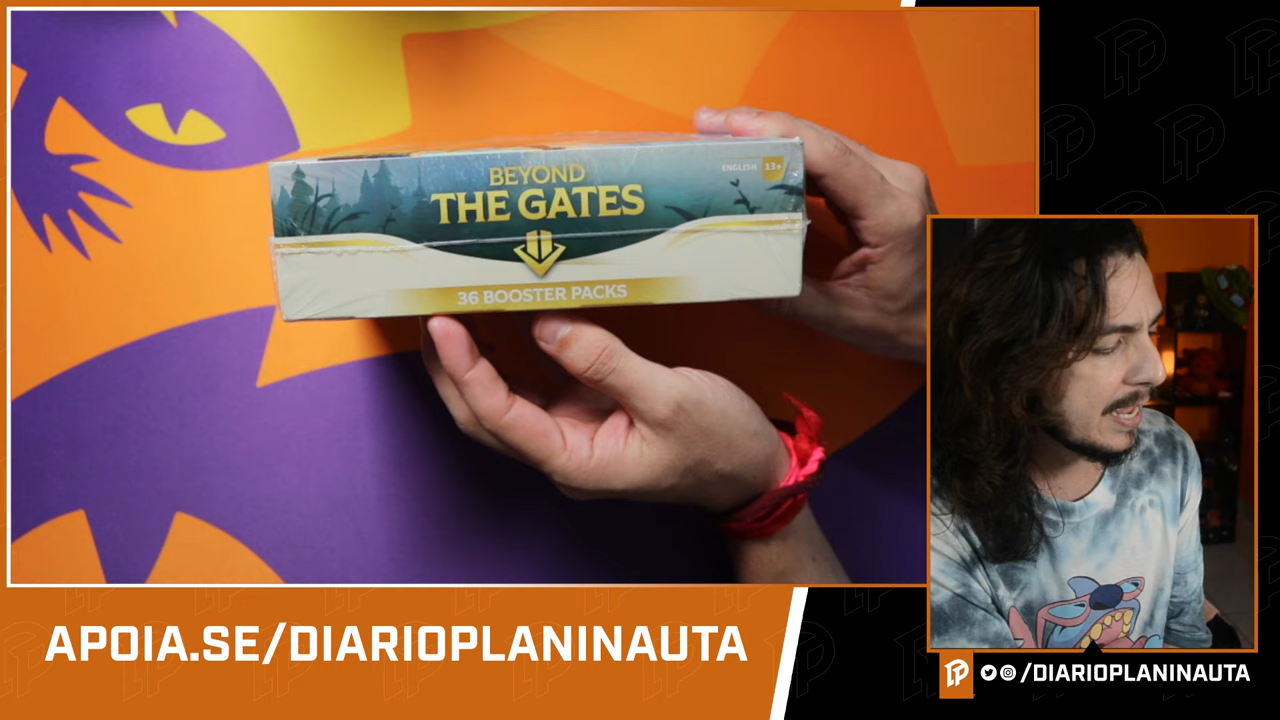 BEYOND
THE GATES
ENGLISH 13+
36 BOOSTER PACKS
APOIA.SE/DIARIOPLANINAUTA
/DIARIOPLANINAUTA